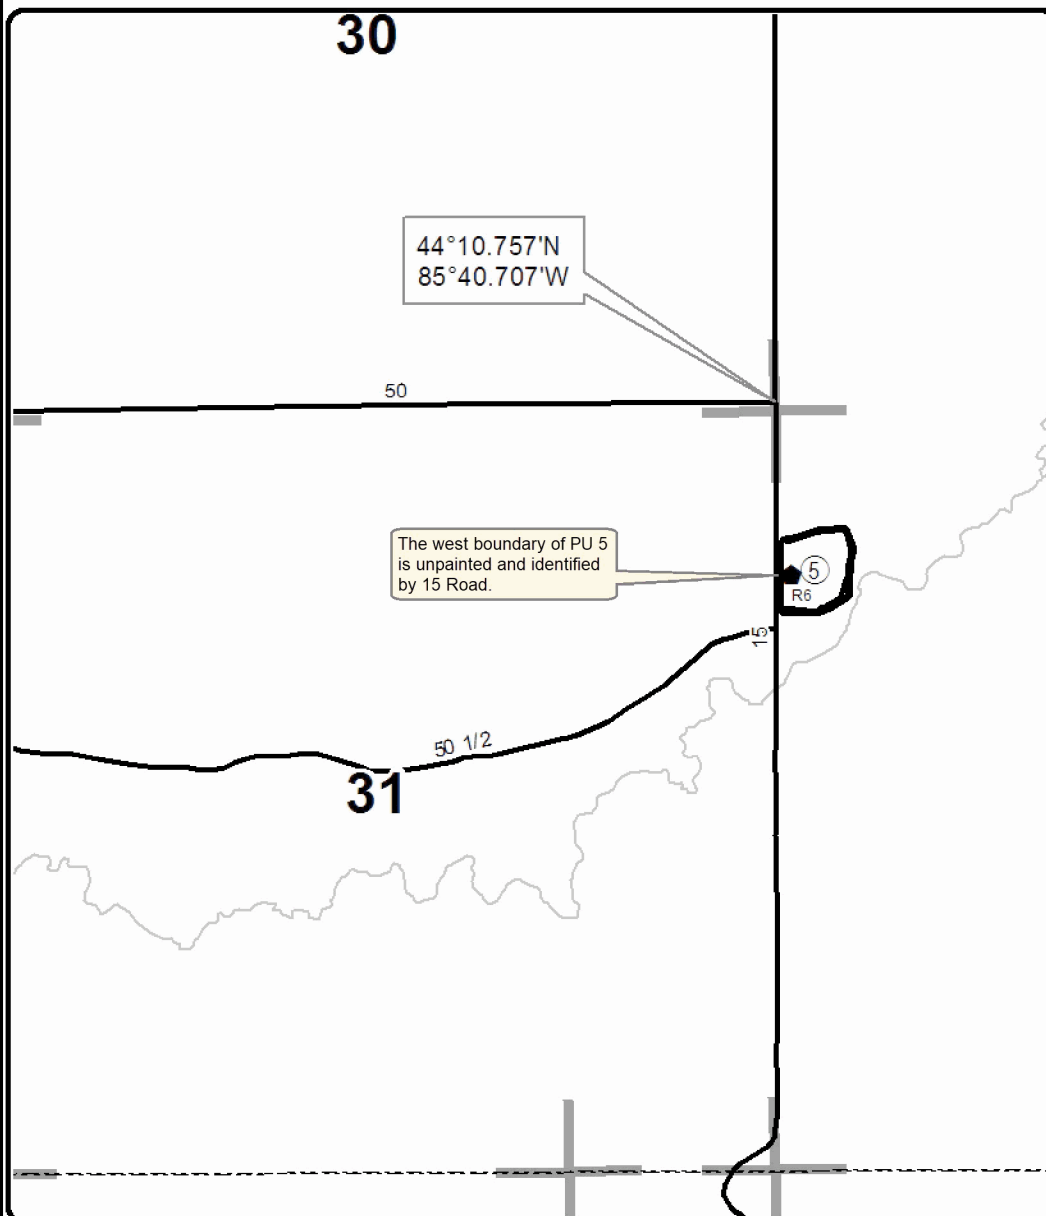 30
44°10.757'N
85°40.707'W
50
The west boundary of PU 5
is unpainted and identified
by 15 Road.
5
R6
15
50 1/2
31